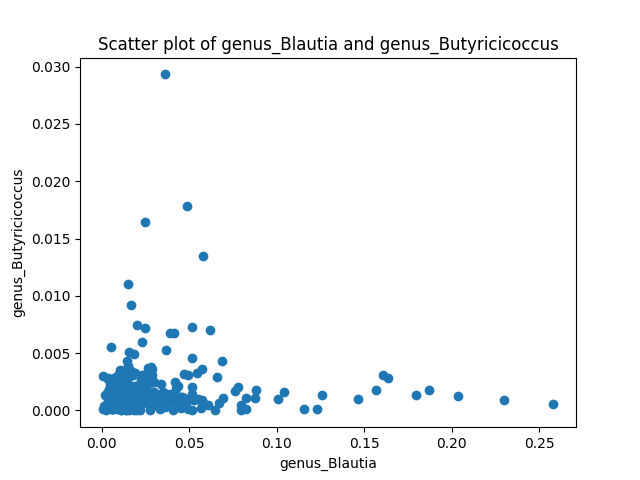 Scatter plot of genus_Blautia and genus_Butyricicoccus
0.030
0.025
0.020
0.015
0.010
0.005
0.000
genus_Butyricicoccus
0.00 0.05 0.10 0.15 0.20 0.25
genus_Blautia